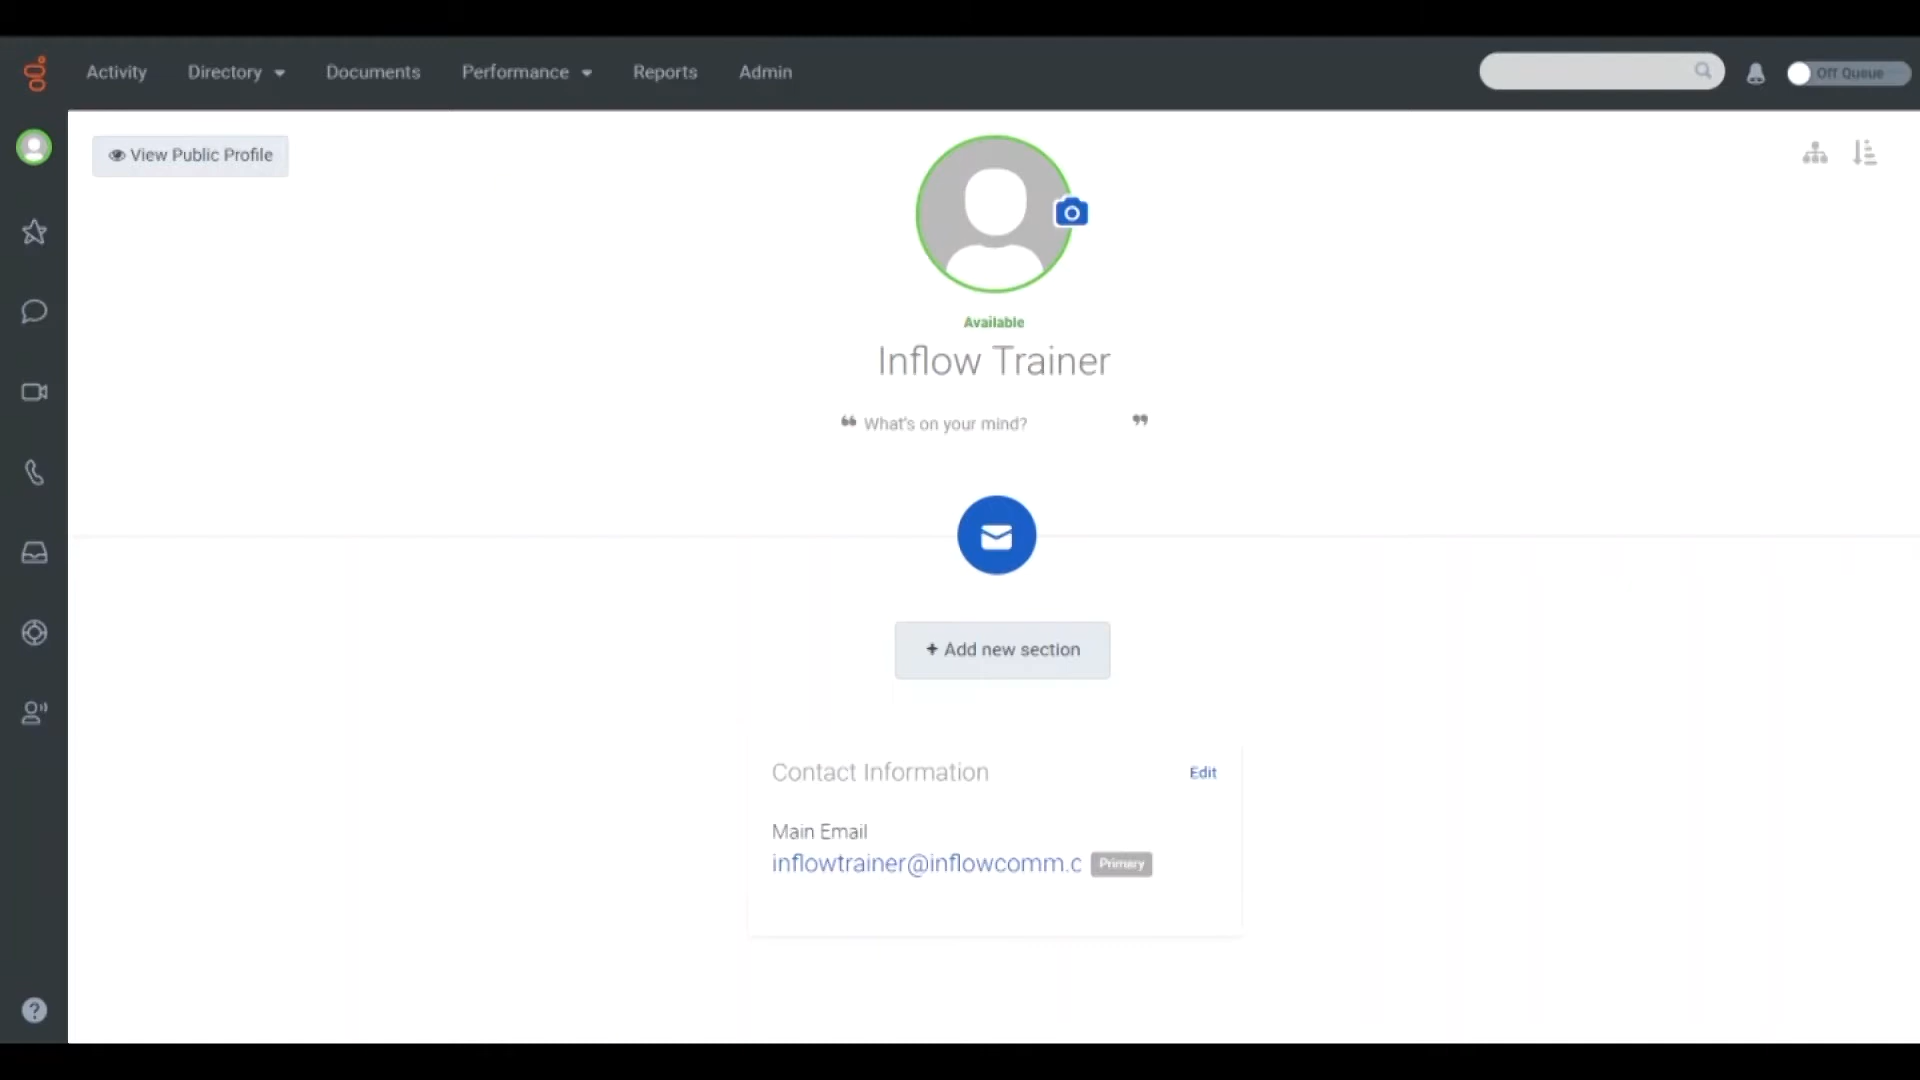 Activity Directory Documents Performance Reports Admin Off Queue
View Public Profile
Available
Inflow Trainer
❝ What's on your mind? ❞
+ Add new section
Contact Information Edit
Main Email
inflowtrainer@inflowcomm.c Primary
?